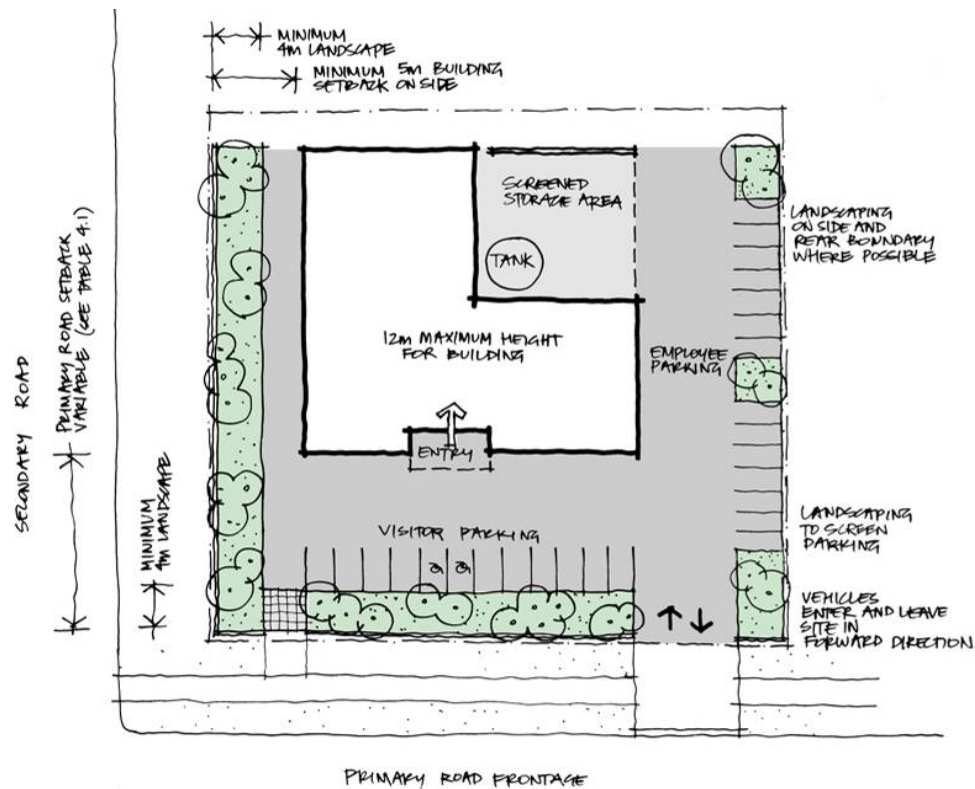 MINIMUM
4M LANDSCAPE
MINIMUM 5M BUILDING
SETBACK ON SIDE
SCREENED
STORAGE AREA
TANK
LANDSCAPING
ON SIDE AND
REAR BOUNDARY
WHERE POSSIBLE
12M MAXIMUM HEIGHT
FOR BUILDING
EMPLOYEE
PARKING
ENTRY
SECONDARY ROAD
PRIMARY ROAD SETBACK
VARIABLE (SEE TABLE 4.1)
MINIMUM
4M LANDSCAPE
VISITOR PARKING
LANDSCAPING
TO SCREEN
PARKING
VEHICLES
ENTER AND LEAVE
SITE IN
FORWARD DIRECTION
PRIMARY ROAD FRONTAGE